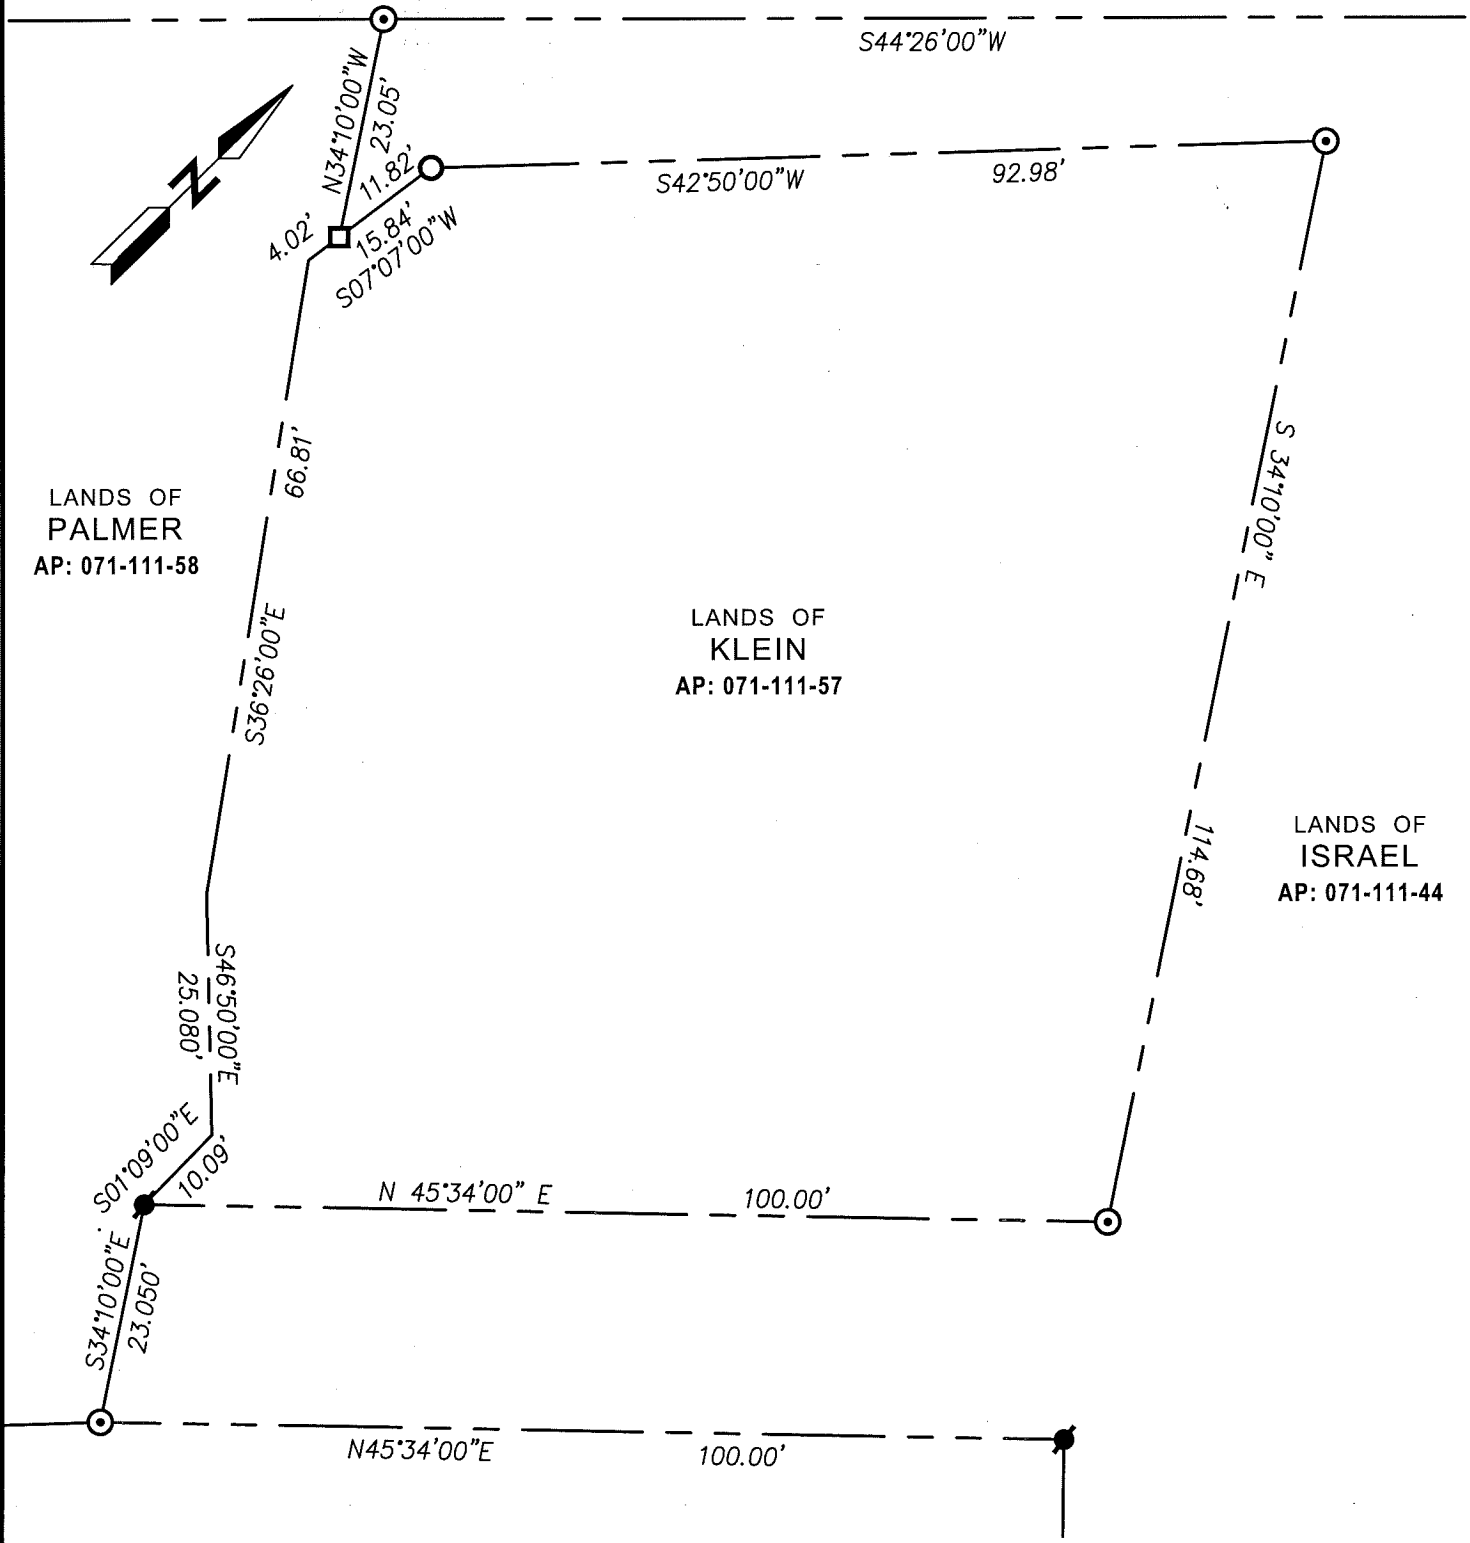 S44°26'00"W
N34°10'00"W
23.05'
11.82'
S42°50'00"W
92.98'
N
4.02'
15.84'
S07°07'00"W
66.81'
S 34°10'00" E
LANDS OF
PALMER
AP: 071-111-58
S36°26'00"E
LANDS OF
KLEIN
AP: 071-111-57
114.68'
LANDS OF
ISRAEL
AP: 071-111-44
S46°50'00"E
25.080'
S01°09'00"E
10.09'
N 45°34'00" E
100.00'
S34°10'00"E
23.050'
N45°34'00"E
100.00'